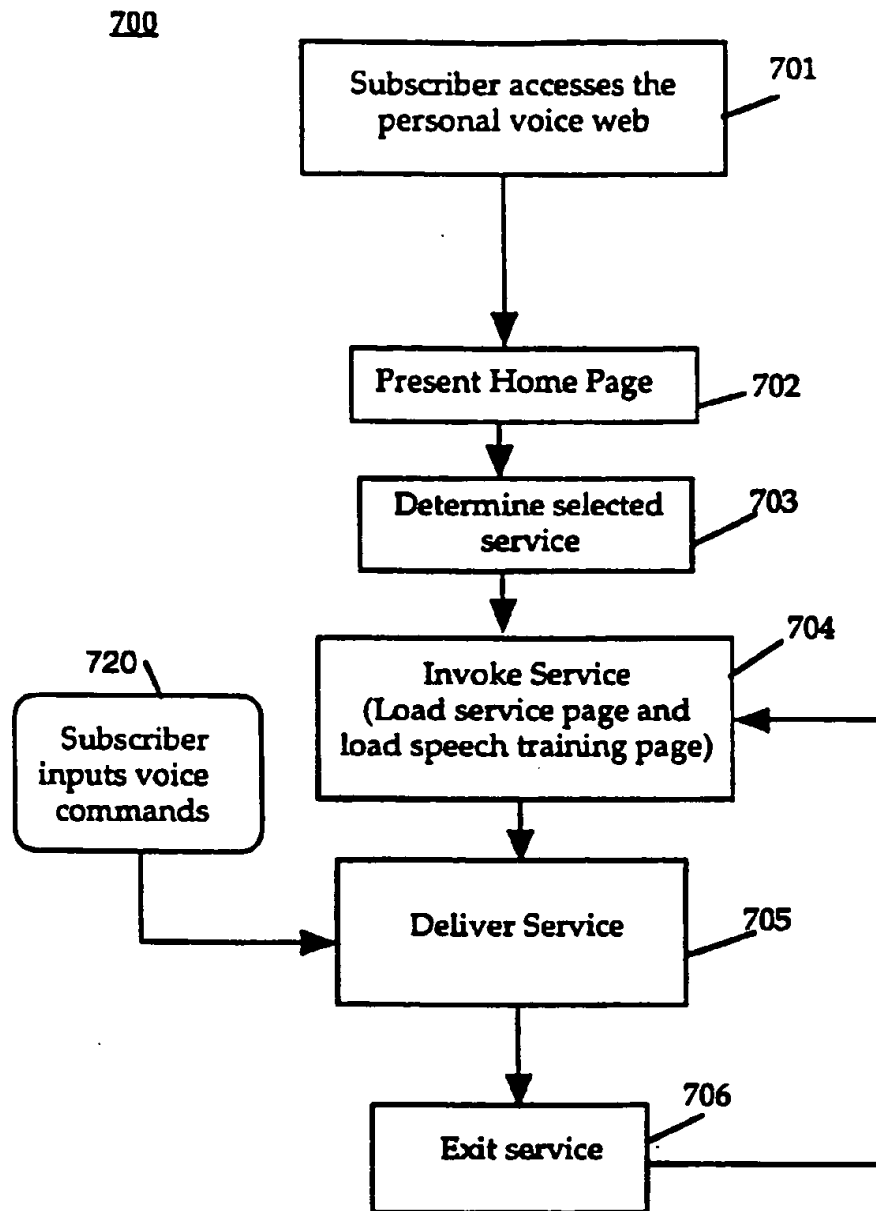 700
Subscriber accesses the
personal voice web
701
Present Home Page
702
Determine selected
service
703
Invoke Service
(Load service page and
load speech training page)
704
720
Subscriber
inputs voice
commands
Deliver Service
705
Exit service
706